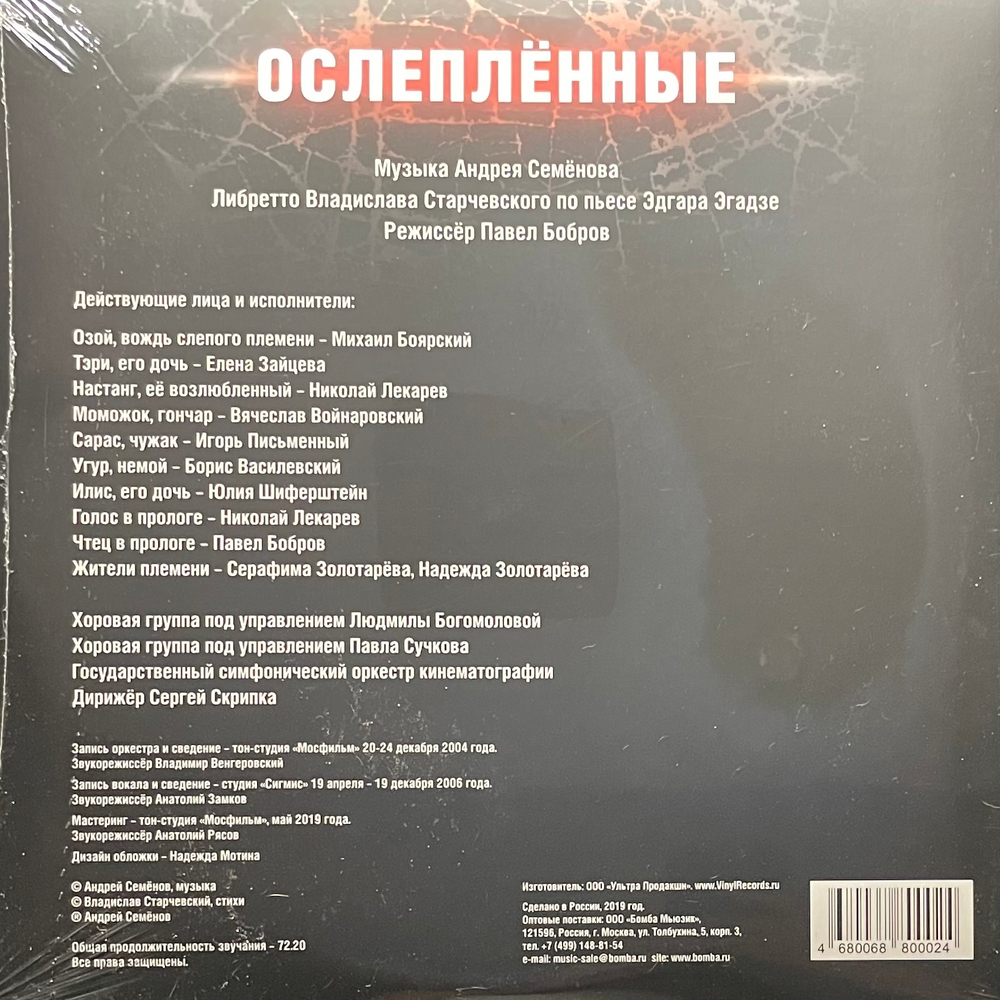 ОСЛЕПЛЁННЫЕ
Музыка Андрея Семёнова
Либретто Владислава Старчевского по пьесе Эдгара Эгадзе
Режиссёр Павел Бобров
Действующие лица и исполнители:
Озой, вождь слепого племени – Михаил Боярский
Тэри, его дочь – Елена Зайцева
Настанг, её возлюбленный – Николай Лекарев
Моможок, гончар – Вячеслав Войнаровский
Сарас, чужак – Игорь Письменный
Угур, немой – Борис Василевский
Илис, его дочь – Юлия Шиферштейн
Голос в прологе – Николай Лекарев
Чтец в прологе – Павел Бобров
Жители племени – Серафима Золотарёва, Надежда Золотарёва
Хоровая группа под управлением Людмилы Богомоловой
Хоровая группа под управлением Павла Сучкова
Государственный симфонический оркестр кинематографии
Дирижёр Сергей Скрипка
Запись оркестра и сведение – тон-студия «Мосфильм» 20-24 декабря 2004 года.
Звукорежиссёр Владимир Венгеровский
Запись вокала и сведение – студия «Сигмис» 19 апреля – 19 декабря 2006 года.
Звукорежиссёр Анатолий Замков
Мастеринг – тон-студия «Мосфильм», май 2019 года.
Звукорежиссёр Анатолий Рясов
Дизайн обложки – Надежда Мотина
© Андрей Семёнов, музыка
© Владислав Старчевский, стихи
® Андрей Семёнов
Общая продолжительность звучания – 72.20
Все права защищены.
Изготовитель: ООО «Ультра Продакшн». www.VinylRecords.ru
Сделано в России, 2019 год.
Оптовые поставки: ООО «Бомба Мьюзик»,
121596, Россия, г. Москва, ул. Толбухина, 5, корп. 3,
тел. +7 (499) 148-81-54
e-mail: music-sale@bomba.ru site: www.bomba.ru
4 680068 800024